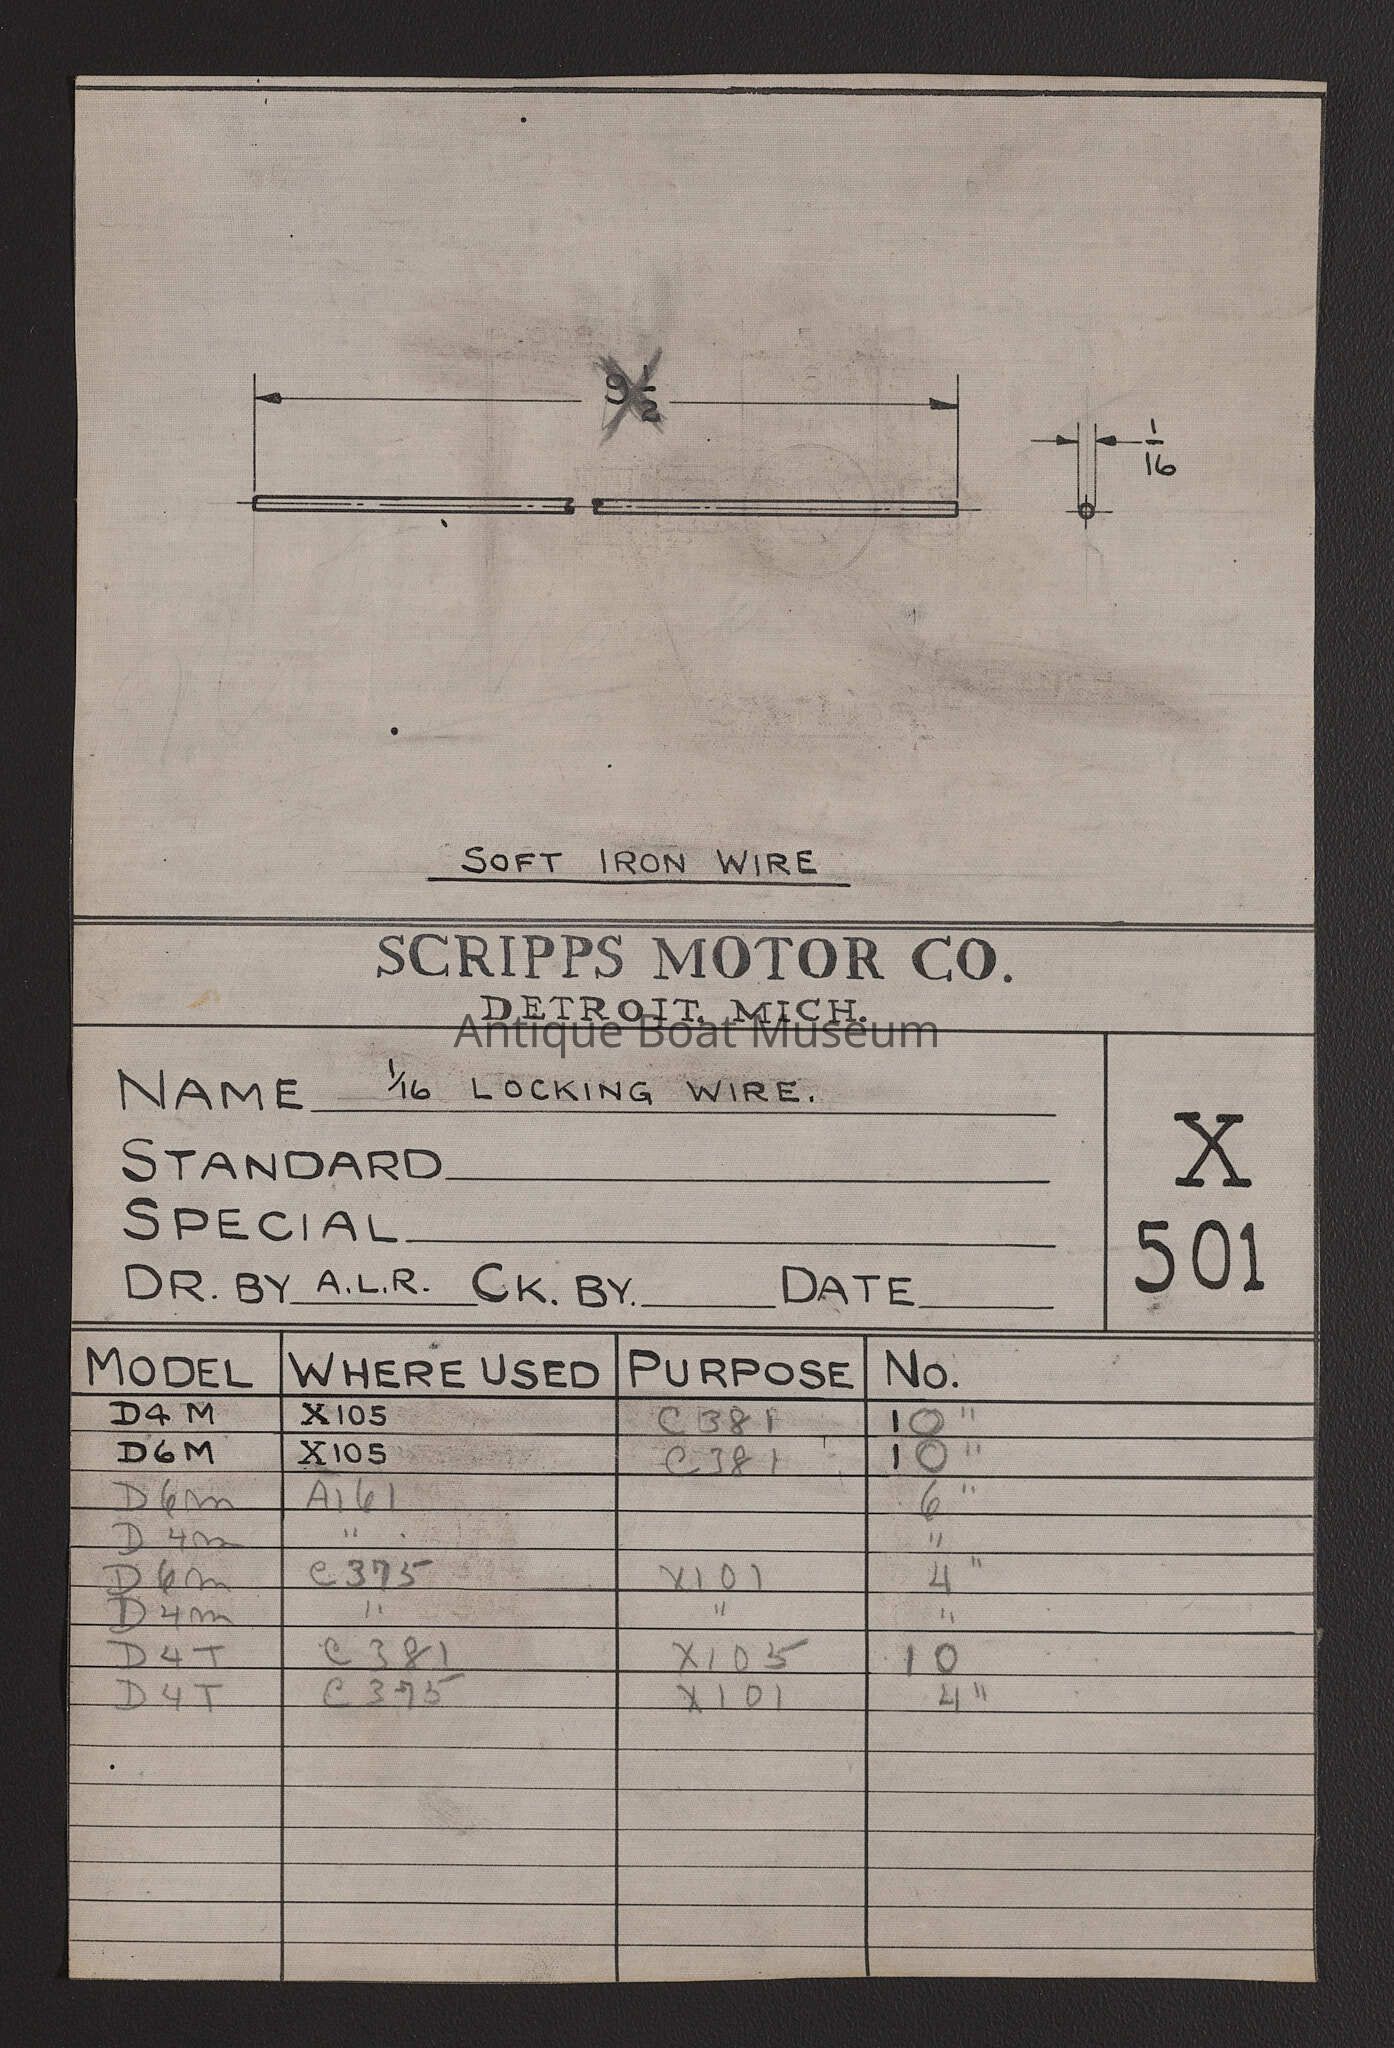 9 1/2
1/16
SOFT IRON WIRE
SCRIPPS MOTOR CO.
DETROIT, MICH.
Antique Boat Museum
NAME 1/16 LOCKING WIRE.
STANDARD
SPECIAL
DR. BY A.L.R. CK. BY. DATE
X
501
MODEL WHERE USED PURPOSE NO.
D4M X105 C381 10"
D6M X105 C381 10"
D6M A161 6"
D4M " "
D6M C375 X101 4"
D4M " " "
D4T C381 X105 10
D4T C375 X101 4"